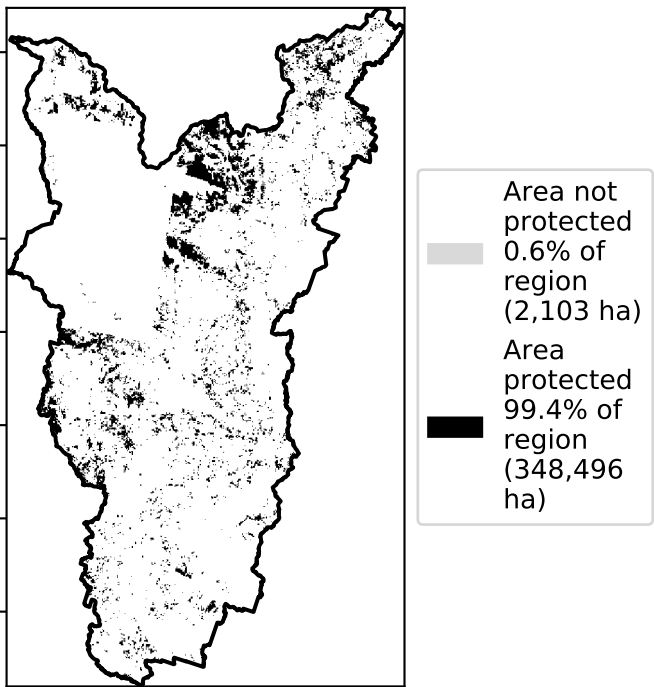 Area not
protected
0.6% of
region
(2,103 ha)
Area
protected
99.4% of
region
(348,496
ha)